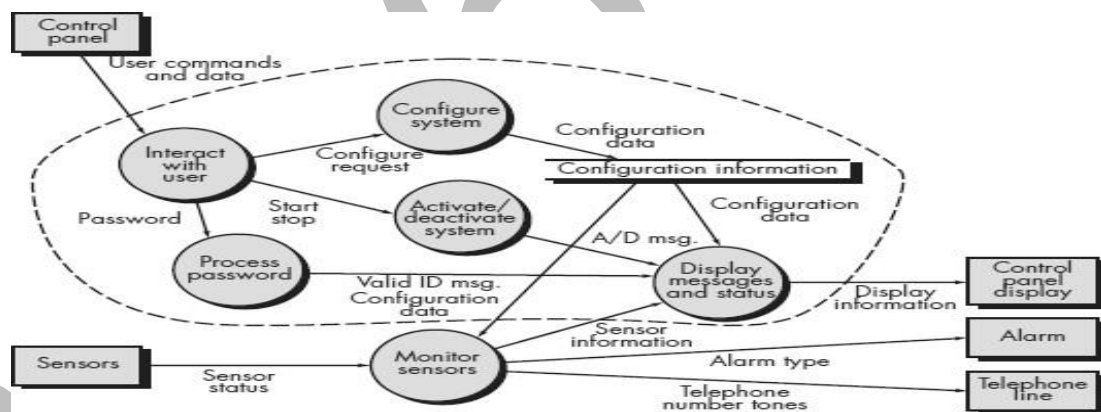 Control
panel
User commands
and data
Interact
with
user
Configure
system
Configure
request
Configuration
data
Configuration information
Password
Start
stop
Activate/
deactivate
system
Configuration
data
A/D msg.
Process
password
Valid ID msg.
Configuration
data
Display
messages
and status
Display
information
Control
panel
display
Sensors
Sensor
status
Monitor
sensors
Sensor
information
Alarm type
Alarm
Telephone
number tones
Telephone
line